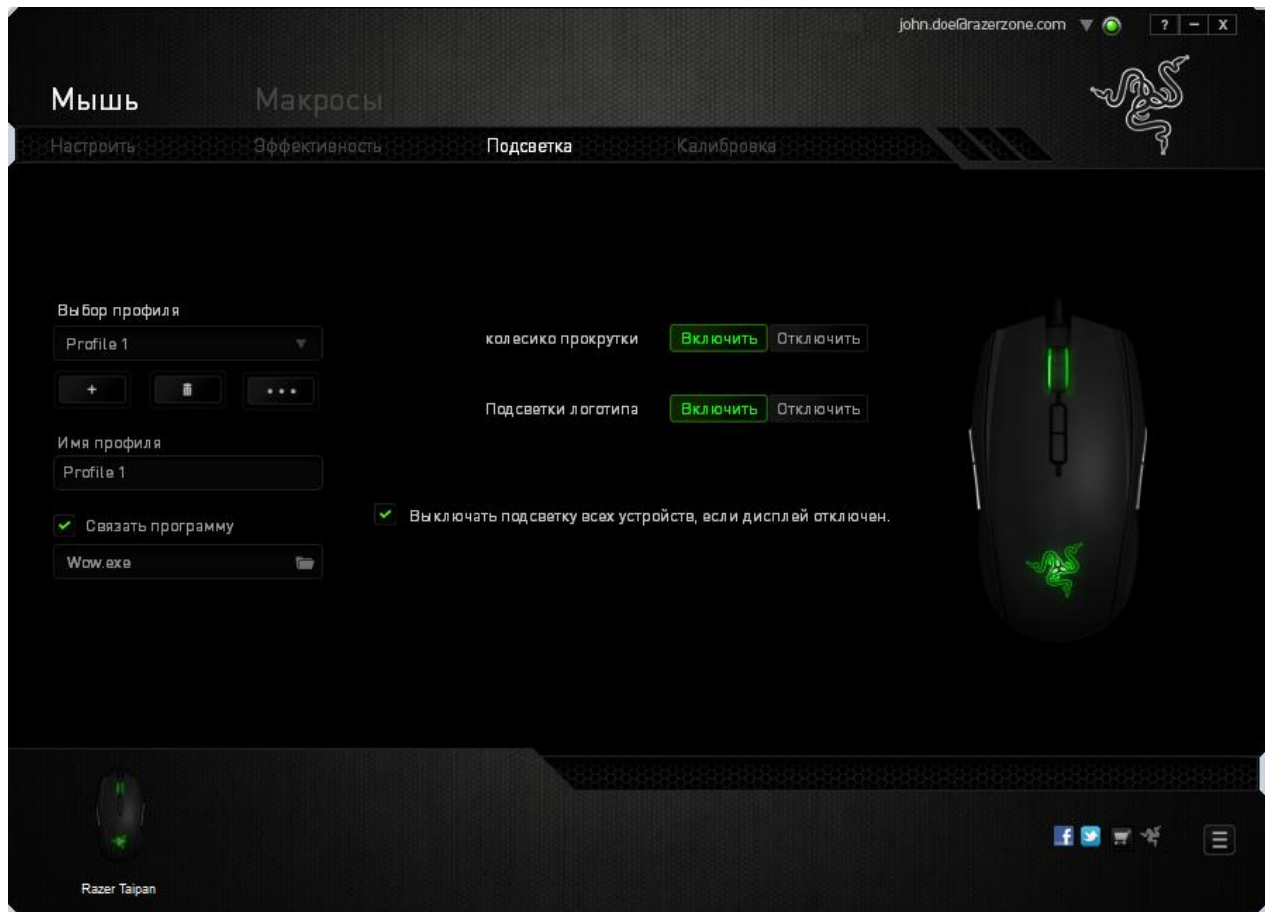 john.doe@razerzone.com
? – X
Мышь Макросы
Настроить Эффективность Подсветка Калибровка
Выбор профиля
Profile 1
+
Имя профиля
Profile 1
Связать программу
Wow.exe
колесико прокрутки Включить Отключить
Подсветки логотипа Включить Отключить
Выключать подсветку всех устройств, если дисплей отключен.
Razer Taipan